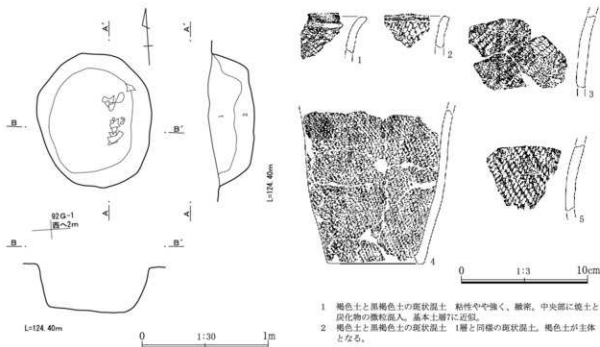 A
A'
A
A'
B
B'
1
2
L=124.40m
A
A'
A
A'
92G-1
西へ2m
B
B'
L=124.40m
0
1:30
1m
1
2
3
4
5
0
1:3
10cm
1 褐色土と黒褐色土の斑状混土 粘性やや強く、緻密。中央部に焼土と
炭化物の微粒混入。基本土層7に近似。
2 褐色土と黒褐色土の斑状混土 1層と同様の斑状混土。褐色土が主体
となる。